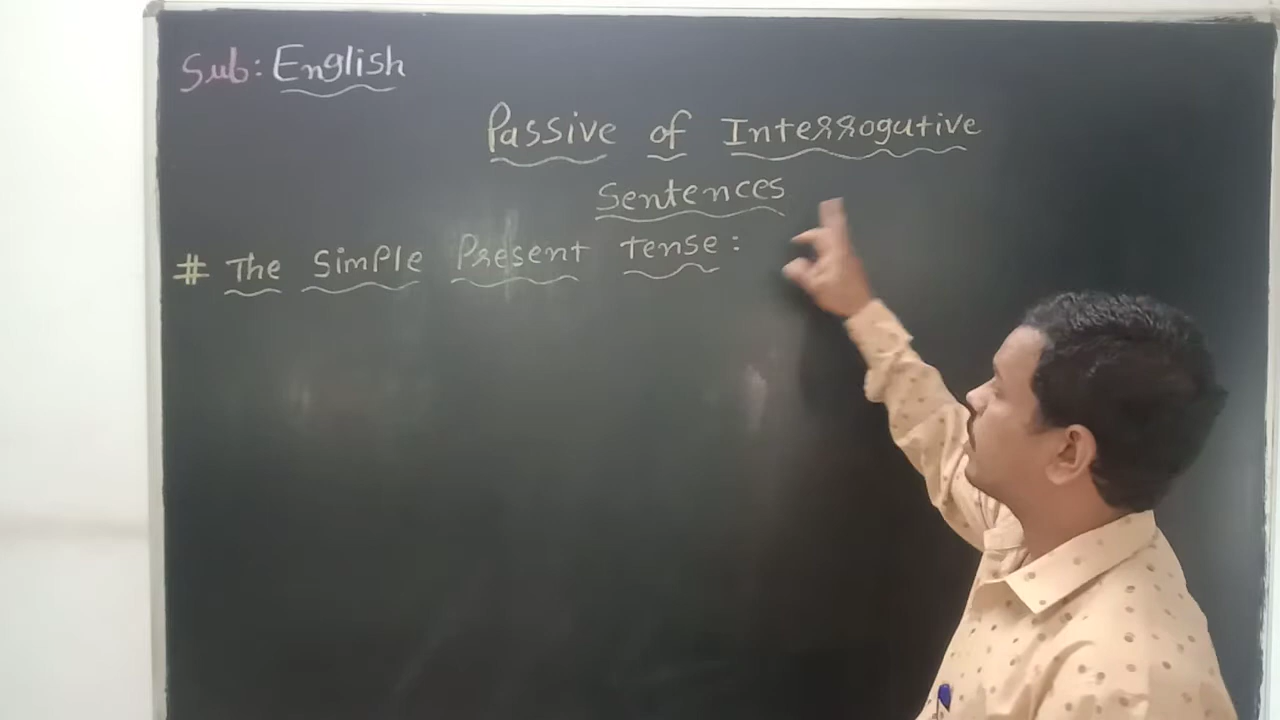 Sub: English
Passive of Interrogative
Sentences
# The Simple Present Tense: